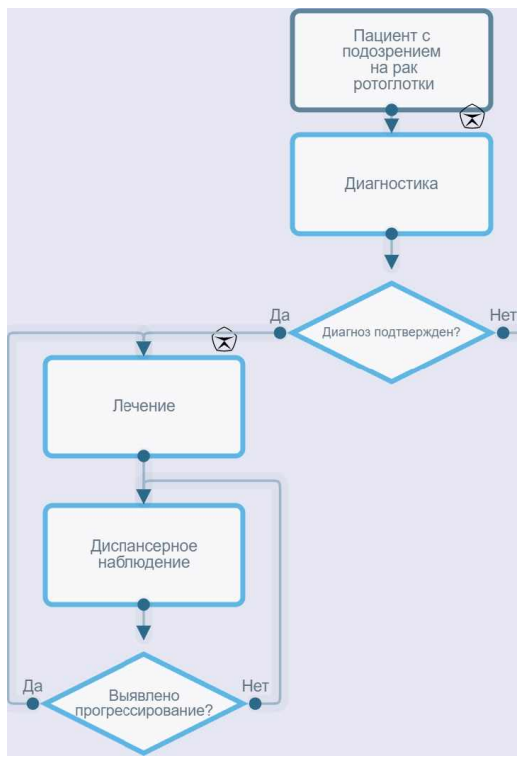 Пациент с
подозрением
на рак
ротоглотки
Диагностика
Да
Нет
Диагноз подтвержден?
Лечение
Диспансерное
наблюдение
Да
Нет
Выявлено
прогрессирование?